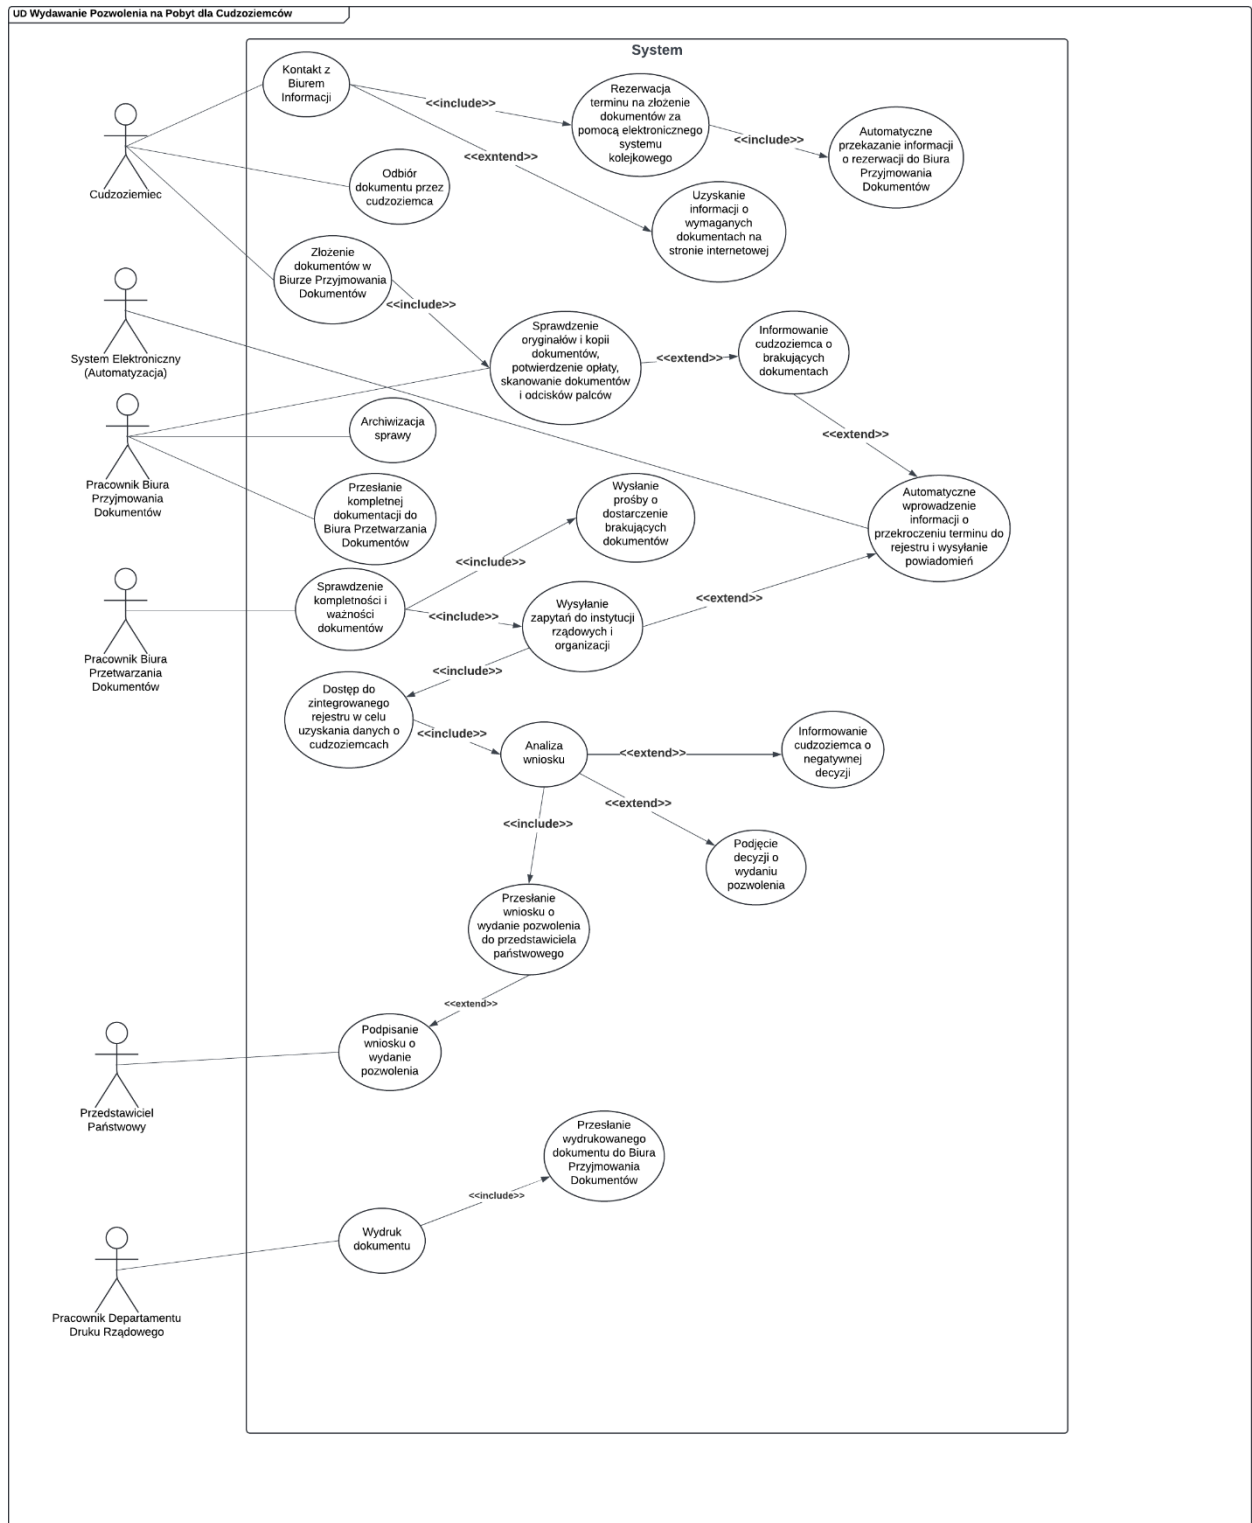 UD Wydawanie Pozwolenia na Pobyt dla Cudzoziemców
System
Kontakt z
Biurem
Informacji
<<include>>
Rezerwacja
terminu na złożenie
dokumentów za
pomocą elektronicznego
systemu
kolejkowego
<<include>>
Automatyczne
przekazanie informacji
o rezerwacji do Biura
Przyjmowania
Dokumentów
<<exntend>>
Cudzoziemiec
Odbiór
dokumentu przez
cudzoziemca
Uzyskanie
informacji o
wymaganych
dokumentach na
stronie internetowej
Złożenie
dokumentów w
Biurze Przyjmowania
Dokumentów
<<include>>
System Elektroniczny
(Automatyzacja)
Sprawdzenie
oryginałów i kopii
dokumentów,
potwierdzenie opłaty,
skanowanie dokumentów
i odcisków palców
<<extend>>
Informowanie
cudzoziemca o
brakujących
dokumentach
<<extend>>
Archiwizacja
sprawy
Pracownik Biura
Przyjmowania
Dokumentów
Przesłanie
kompletnej
dokumentacji do
Biura Przetwarzania
Dokumentów
Wysłanie
prośby o
dostarczenie
brakujących
dokumentów
Automatyczne
wprowadzenie
informacji o
przekroczeniu terminu do
rejestru i wysyłanie
powiadomień
<<include>>
Sprawdzenie
kompletności i
ważności
dokumentów
<<include>>
Wysyłanie
zapytań do instytucji
rządowych i
organizacji
<<extend>>
Pracownik Biura
Przetwarzania
Dokumentów
<<include>>
Dostęp do
zintegrowanego
rejestru w celu
uzyskania danych o
cudzoziemcach
<<include>>
Analiza
wniosku
<<extend>>
Informowanie
cudzoziemca o
negatywnej
decyzji
<<extend>>
<<include>>
Podjęcie
decyzji o
wydaniu
pozwolenia
Przesłanie
wniosku o
wydanie pozwolenia
do przedstawiciela
państwowego
<<extend>>
Podpisanie
wniosku o
wydanie
pozwolenia
Przedstawiciel
Państwowy
Przesłanie
wydrukowanego
dokumentu do Biura
Przyjmowania
Dokumentów
<<include>>
Wydruk
dokumentu
Pracownik Departamentu
Druku Rządowego